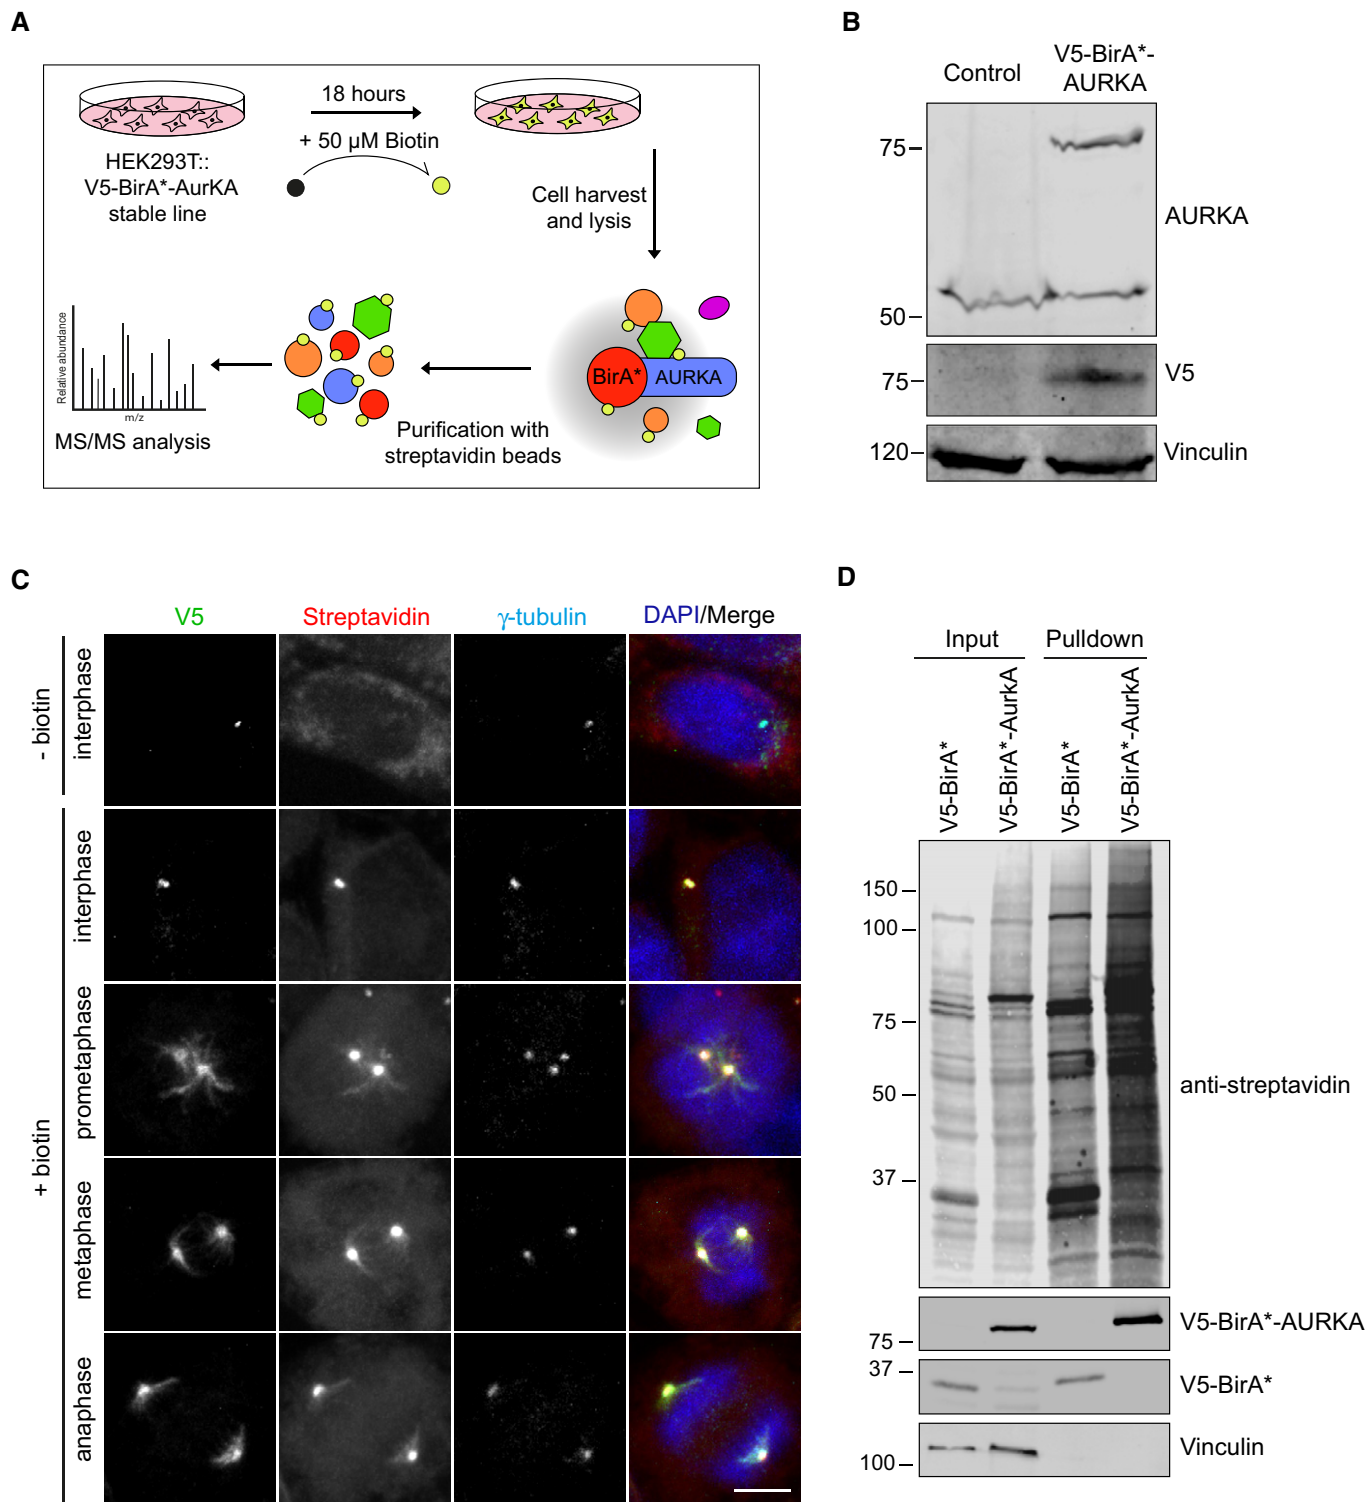 A
18 hours
+ 50 µM Biotin
HEK293T::
V5-BirA*-AurKA
stable line
Cell harvest
and lysis
BirA*
AURKA
Purification with
streptavidin beads
Relative abundance
m/z
MS/MS analysis
B
Control
V5-BirA*-
AURKA
75
50
AURKA
75
V5
120
Vinculin
C
V5
Streptavidin
γ-tubulin
DAPI/Merge
- biotin
interphase
+ biotin
interphase
prometaphase
metaphase
anaphase
D
Input
Pulldown
V5-BirA*
V5-BirA*-AurkA
V5-BirA*
V5-BirA*-AurkA
150
100
75
50
37
anti-streptavidin
75
V5-BirA*-AURKA
37
V5-BirA*
100
Vinculin